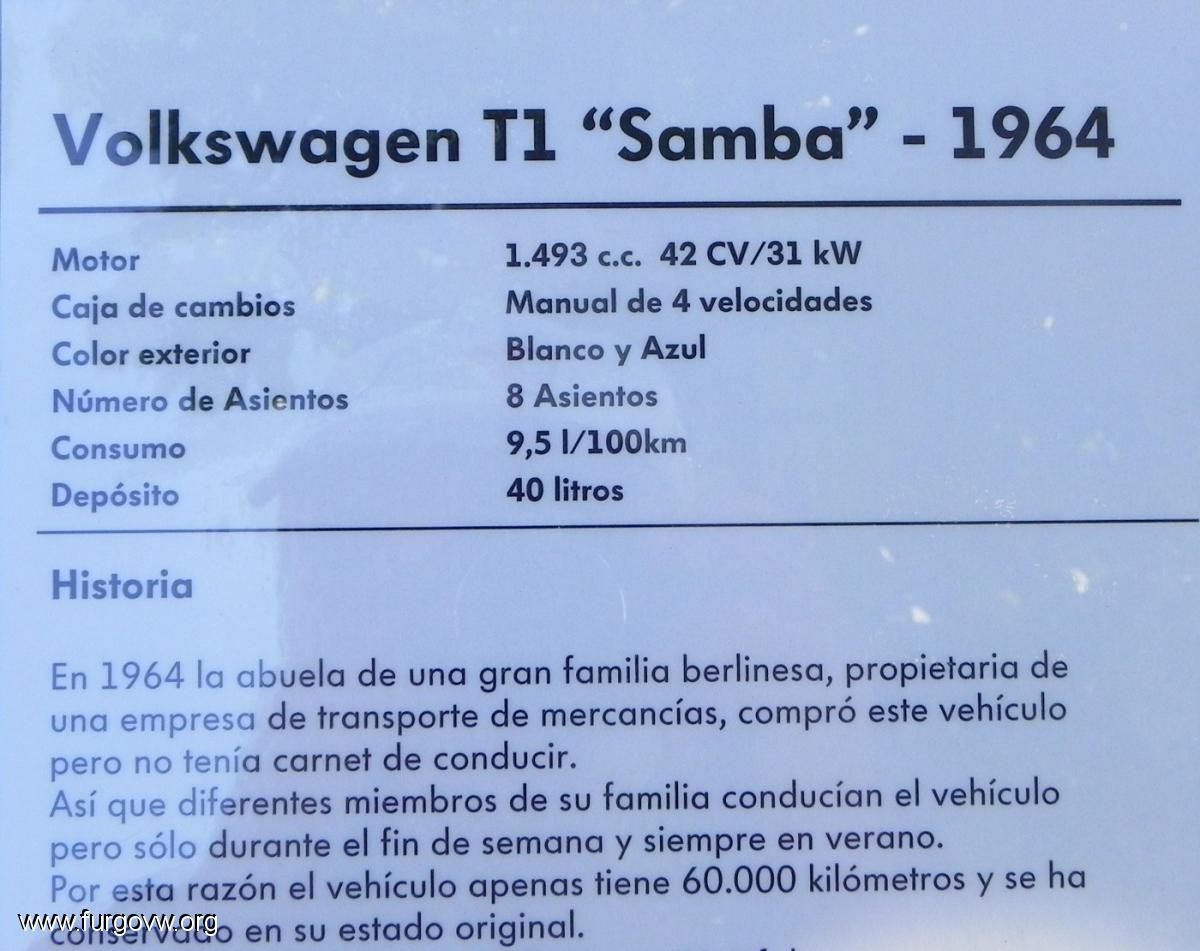 Volkswagen T1 “Samba” - 1964
Motor 1.493 c.c. 42 CV/31 kW
Caja de cambios Manual de 4 velocidades
Color exterior Blanco y Azul
Número de Asientos 8 Asientos
Consumo 9,5 l/100km
Depósito 40 litros
Historia
En 1964 la abuela de una gran familia berlinesa, propietaria de
una empresa de transporte de mercancías, compró este vehículo
pero no tenía carnet de conducir.
Así que diferentes miembros de su familia conducían el vehículo
pero sólo durante el fin de semana y siempre en verano.
Por esta razón el vehículo apenas tiene 60.000 kilómetros y se ha
conservado en su estado original.
www.furgovw.org